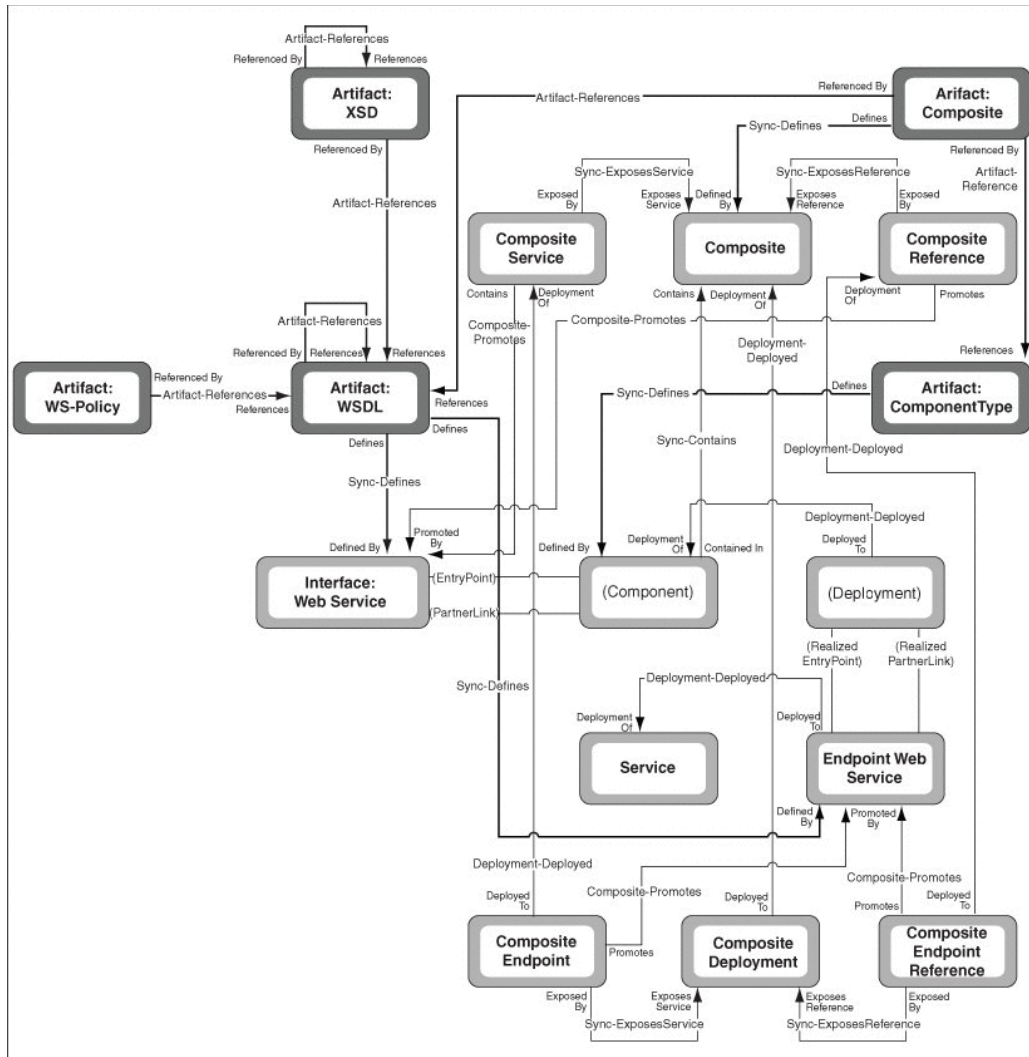 Artifact-References
Referenced By
References
Artifact:
XSD
Referenced By
Artifact-References
Referenced By
Arifact:
Composite
Artifact-References
Defines
Sync-Defines
Referenced By
Artifact-
Reference
Sync-ExposesService
Sync-ExposesReference
Exposed
By
Exposes
Service
Defined
By
Exposes
Reference
Exposed
By
Artifact-References
Composite
Service
Composite
Composite
Reference
Contains
Deployment
Of
Contains
Deployment
Of
Deployment
Of
Promotes
Artifact-References
Composite-
Promotes
Composite-Promotes
Deployment-
Deployed
Referenced By
References
References
References
Artifact:
WS-Policy
Referenced By
Artifact-References
References
Artifact:
WSDL
References
Defines
Defines
Defines
Sync-Defines
Artifact:
ComponentType
Sync-Contains
Deployment-Deployed
Sync-Defines
Promoted
By
Defined By
Defined By
Deployment
Of
Contained In
Deployment-Deployed
Deployed
To
Interface:
Web Service
(EntryPoint)
(PartnerLink)
(Component)
(Deployment)
(Realized
EntryPoint)
(Realized
PartnerLink)
Sync-Defines
Deployment-Deployed
Deployment
Of
Deployed
To
Service
Endpoint Web
Service
Defined
By
Promoted
By
Deployment-Deployed
Composite-Promotes
Composite-Promotes
Deployed
To
Deployed
To
Promotes
Deployed
To
Composite
Endpoint
Promotes
Composite
Deployment
Composite
Endpoint
Reference
Exposed
By
Exposes
Service
Exposes
Reference
Exposed
By
Sync-ExposesService
Sync-ExposesReference